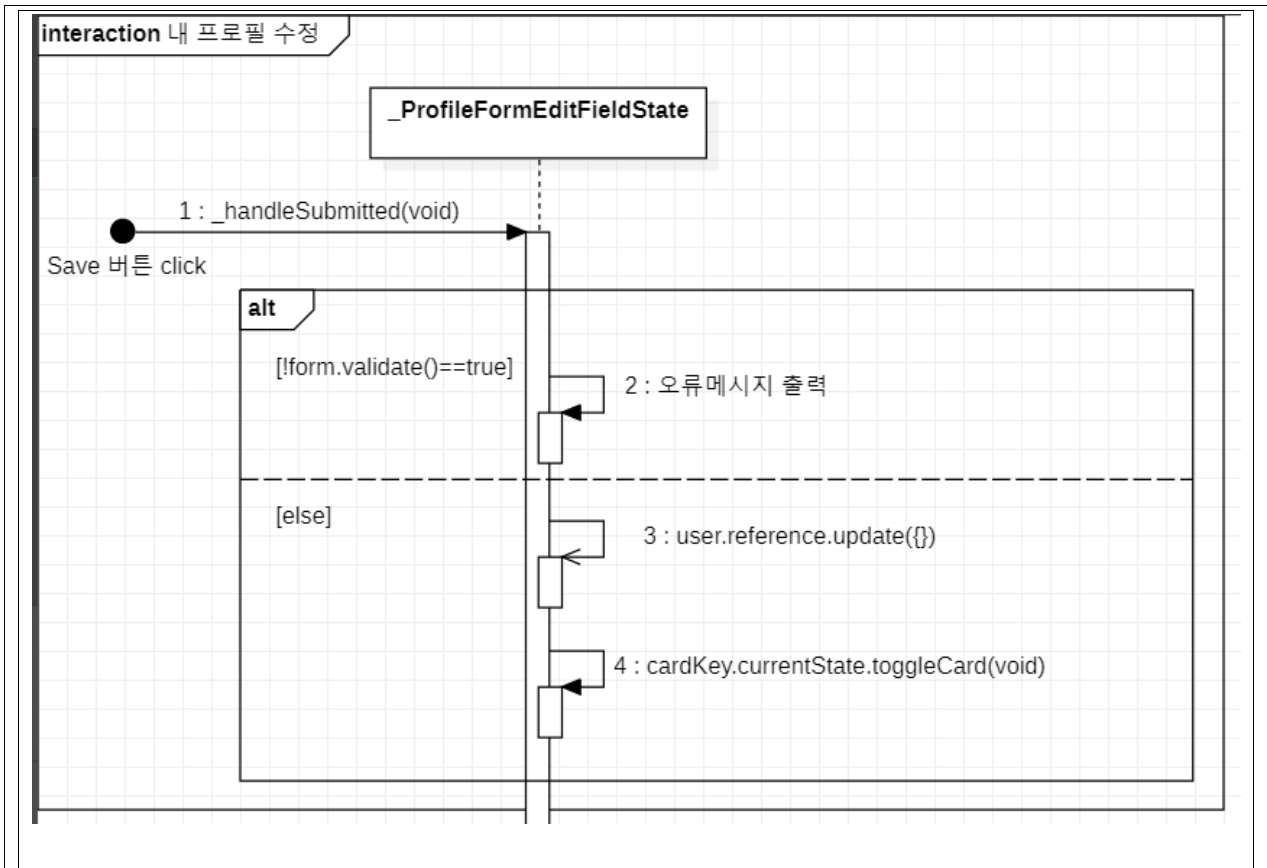 interaction 내 프로필 수정
_ProfileFormEditFieldState
1 : _handleSubmitted(void)
Save 버튼 click
alt
[!form.validate()==true]
2 : 오류메시지 출력
[else]
3 : user.reference.update({})
4 : cardKey.currentState.toggleCard(void)